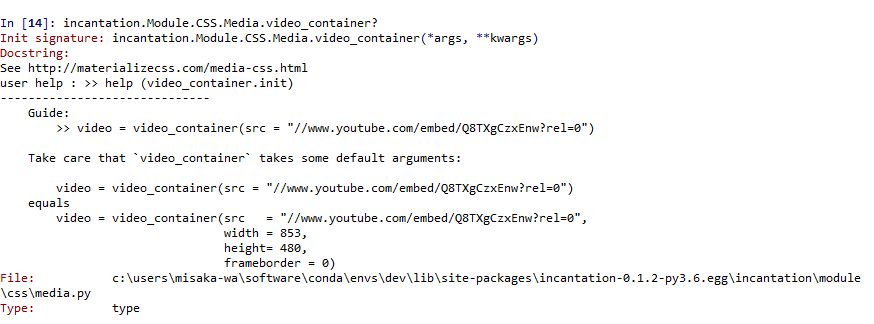 In [14]: incantation.Module.CSS.Media.video_container?
Init signature: incantation.Module.CSS.Media.video_container(*args, **kwargs)
Docstring:
See http://materializecss.com/media-css.html
user help : >> help (video_container.init)
------------------------------
    Guide:
        >> video = video_container(src = "//www.youtube.com/embed/Q8TXgCzxEnw?rel=0")

    Take care that `video_container` takes some default arguments:

        video = video_container(src = "//www.youtube.com/embed/Q8TXgCzxEnw?rel=0")
    equals
        video = video_container(src   = "//www.youtube.com/embed/Q8TXgCzxEnw?rel=0",
                                width = 853,
                                height= 480,
                                frameborder = 0)
File:           c:\users\misaka-wa\software\conda\envs\dev\lib\site-packages\incantation-0.1.2-py3.6.egg\incantation\module
\css\media.py
Type:           type